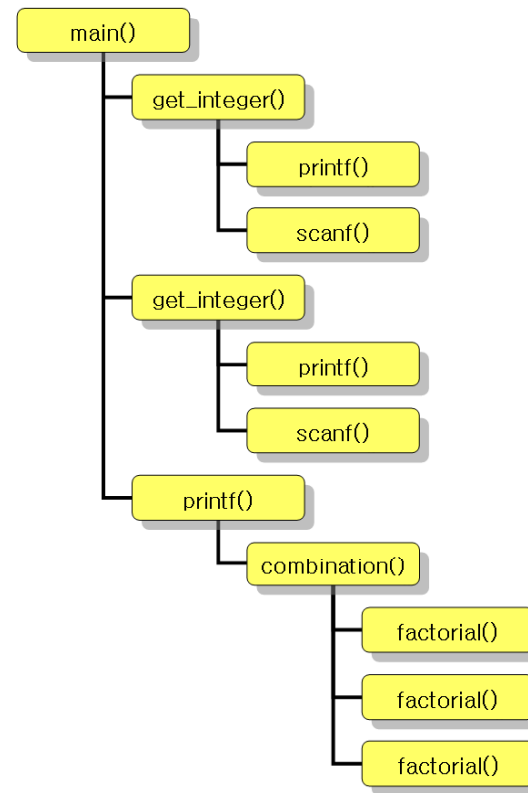 main()
get_integer()
printf()
scanf()
get_integer()
printf()
scanf()
printf()
combination()
factorial()
factorial()
factorial()